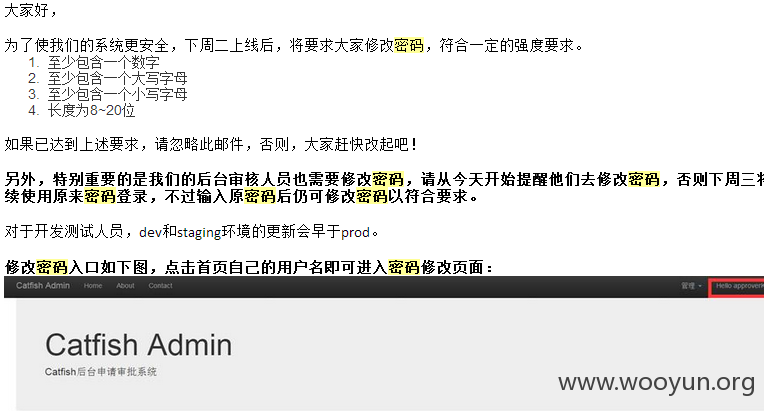 大家好，
为了使我们的系统更安全，下周二上线后，将要求大家修改密码，符合一定的强度要求。
1. 至少包含一个数字
2. 至少包含一个大写字母
3. 至少包含一个小写字母
4. 长度为8~20位
如果已达到上述要求，请忽略此邮件，否则，大家赶快改起吧！
另外，特别重要的是我们的后台审核人员也需要修改密码，请从今天开始提醒他们去修改密码，否则下周三将
续使用原来密码登录，不过输入原密码后仍可修改密码以符合要求。
对于开发测试人员，dev和staging环境的更新会早于prod。
修改密码入口如下图，点击首页自己的用户名即可进入密码修改页面：
Catfish Admin Home About Contact 管理 Hello approver
Catfish Admin
Catfish后台申请审批系统
www.wooyun.org